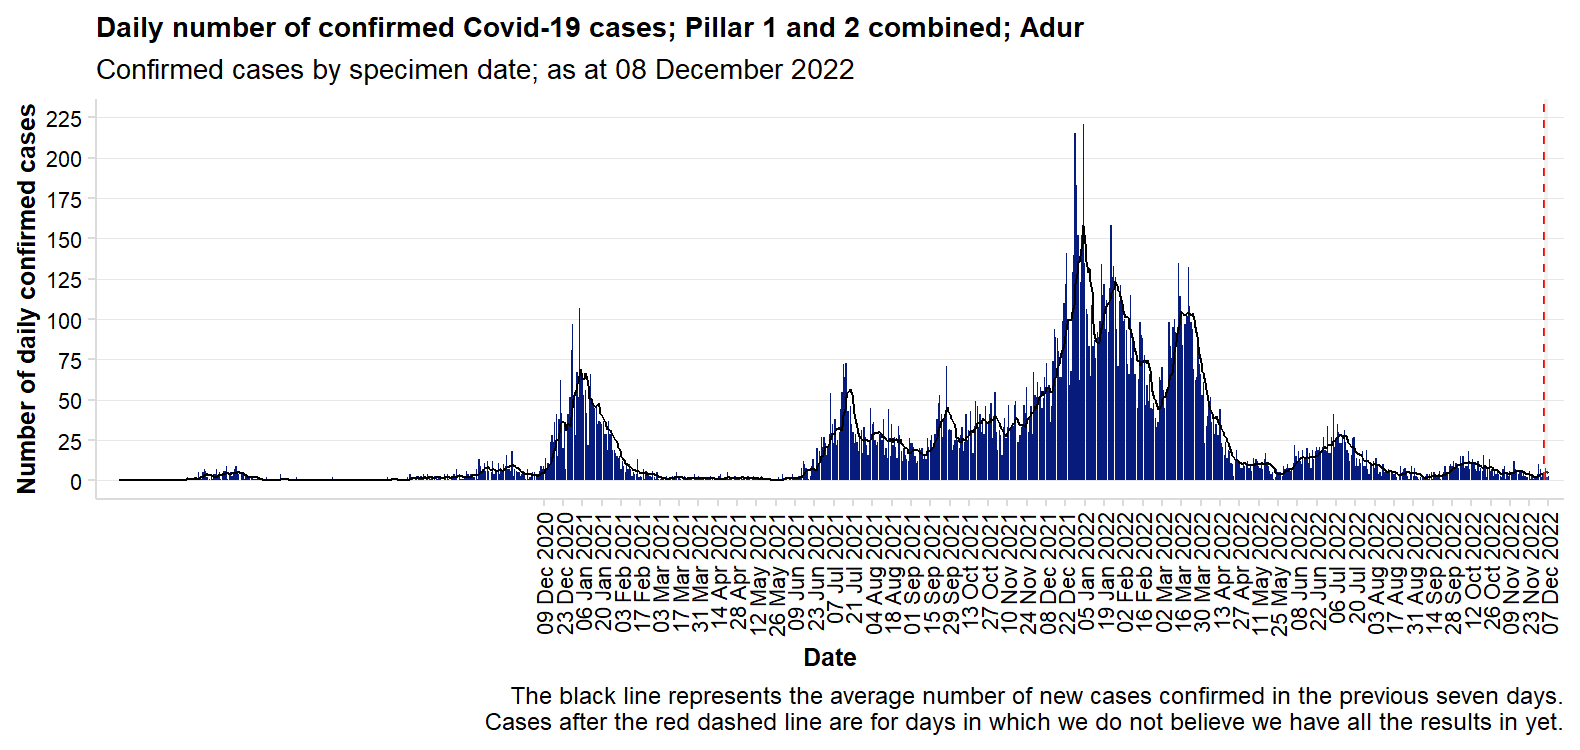 Daily number of confirmed Covid-19 cases; Pillar 1 and 2 combined; Adur
Confirmed cases by specimen date; as at 08 December 2022
Number of daily confirmed cases
225
200
175
150
125
100
75
50
25
0
09 Dec 2020
23 Dec 2020
06 Jan 2021
20 Jan 2021
03 Feb 2021
17 Feb 2021
03 Mar 2021
17 Mar 2021
31 Mar 2021
14 Apr 2021
28 Apr 2021
12 May 2021
26 May 2021
09 Jun 2021
23 Jun 2021
07 Jul 2021
21 Jul 2021
04 Aug 2021
18 Aug 2021
01 Sep 2021
15 Sep 2021
29 Sep 2021
13 Oct 2021
27 Oct 2021
10 Nov 2021
24 Nov 2021
08 Dec 2021
22 Dec 2021
05 Jan 2022
19 Jan 2022
02 Feb 2022
16 Feb 2022
02 Mar 2022
16 Mar 2022
30 Mar 2022
13 Apr 2022
27 Apr 2022
11 May 2022
25 May 2022
08 Jun 2022
22 Jun 2022
06 Jul 2022
20 Jul 2022
03 Aug 2022
17 Aug 2022
31 Aug 2022
14 Sep 2022
28 Sep 2022
12 Oct 2022
26 Oct 2022
09 Nov 2022
23 Nov 2022
07 Dec 2022
Date
The black line represents the average number of new cases confirmed in the previous seven days.
Cases after the red dashed line are for days in which we do not believe we have all the results in yet.